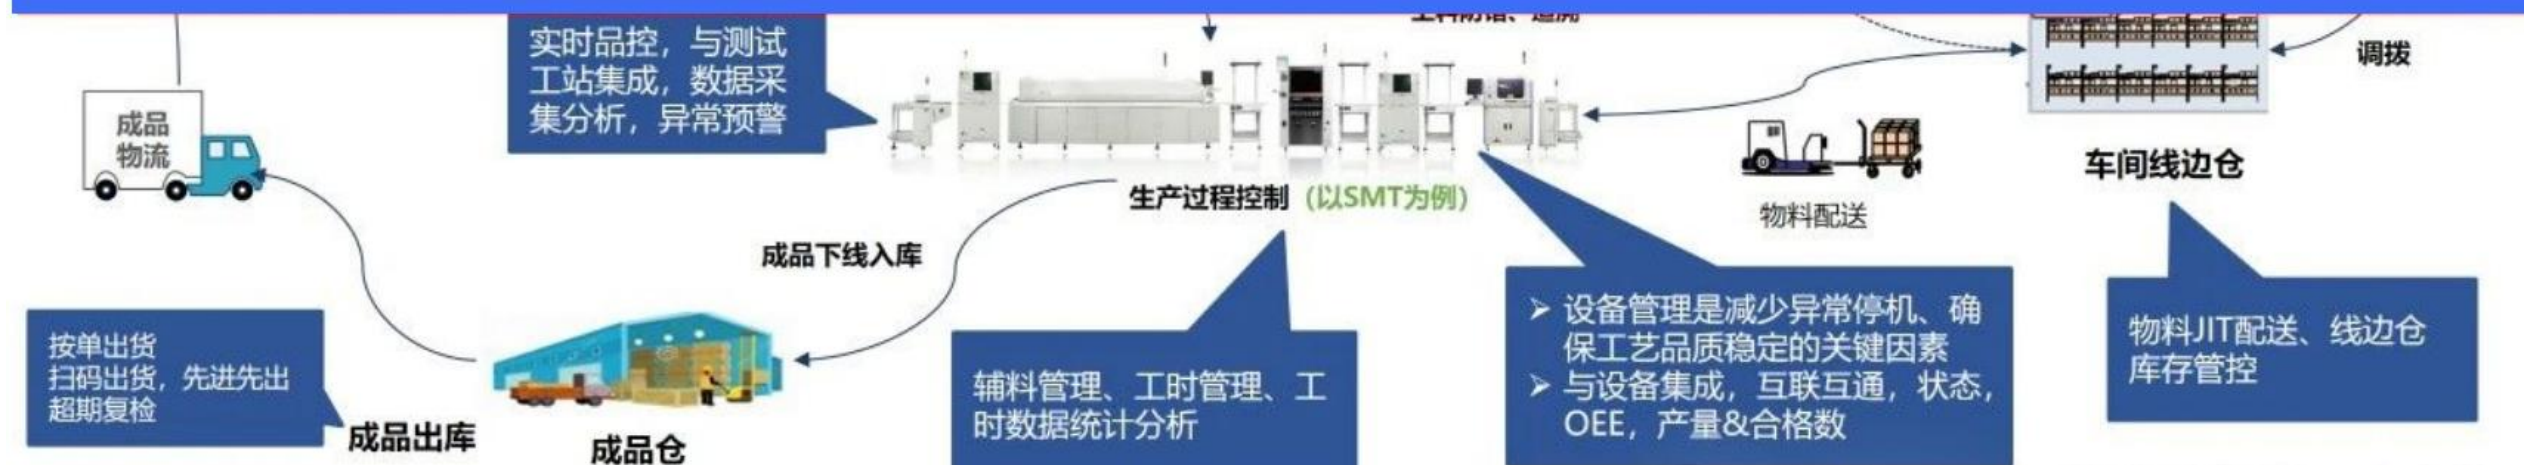 实时品控，与测试
工站集成，数据采
集分析，异常预警
调拨
成品
物流
车间线边仓
生产过程控制（以SMT为例）
物料配送
成品下线入库
按单出货
扫码出货，先进先出
超期复检
成品出库
成品仓
辅料管理、工时管理、工
时数据统计分析
➢ 设备管理是减少异常停机、确
保工艺品质稳定的关键因素
➢ 与设备集成，互联互通，状态，
OEE，产量&合格数
物料JIT配送、线边仓
库存管控